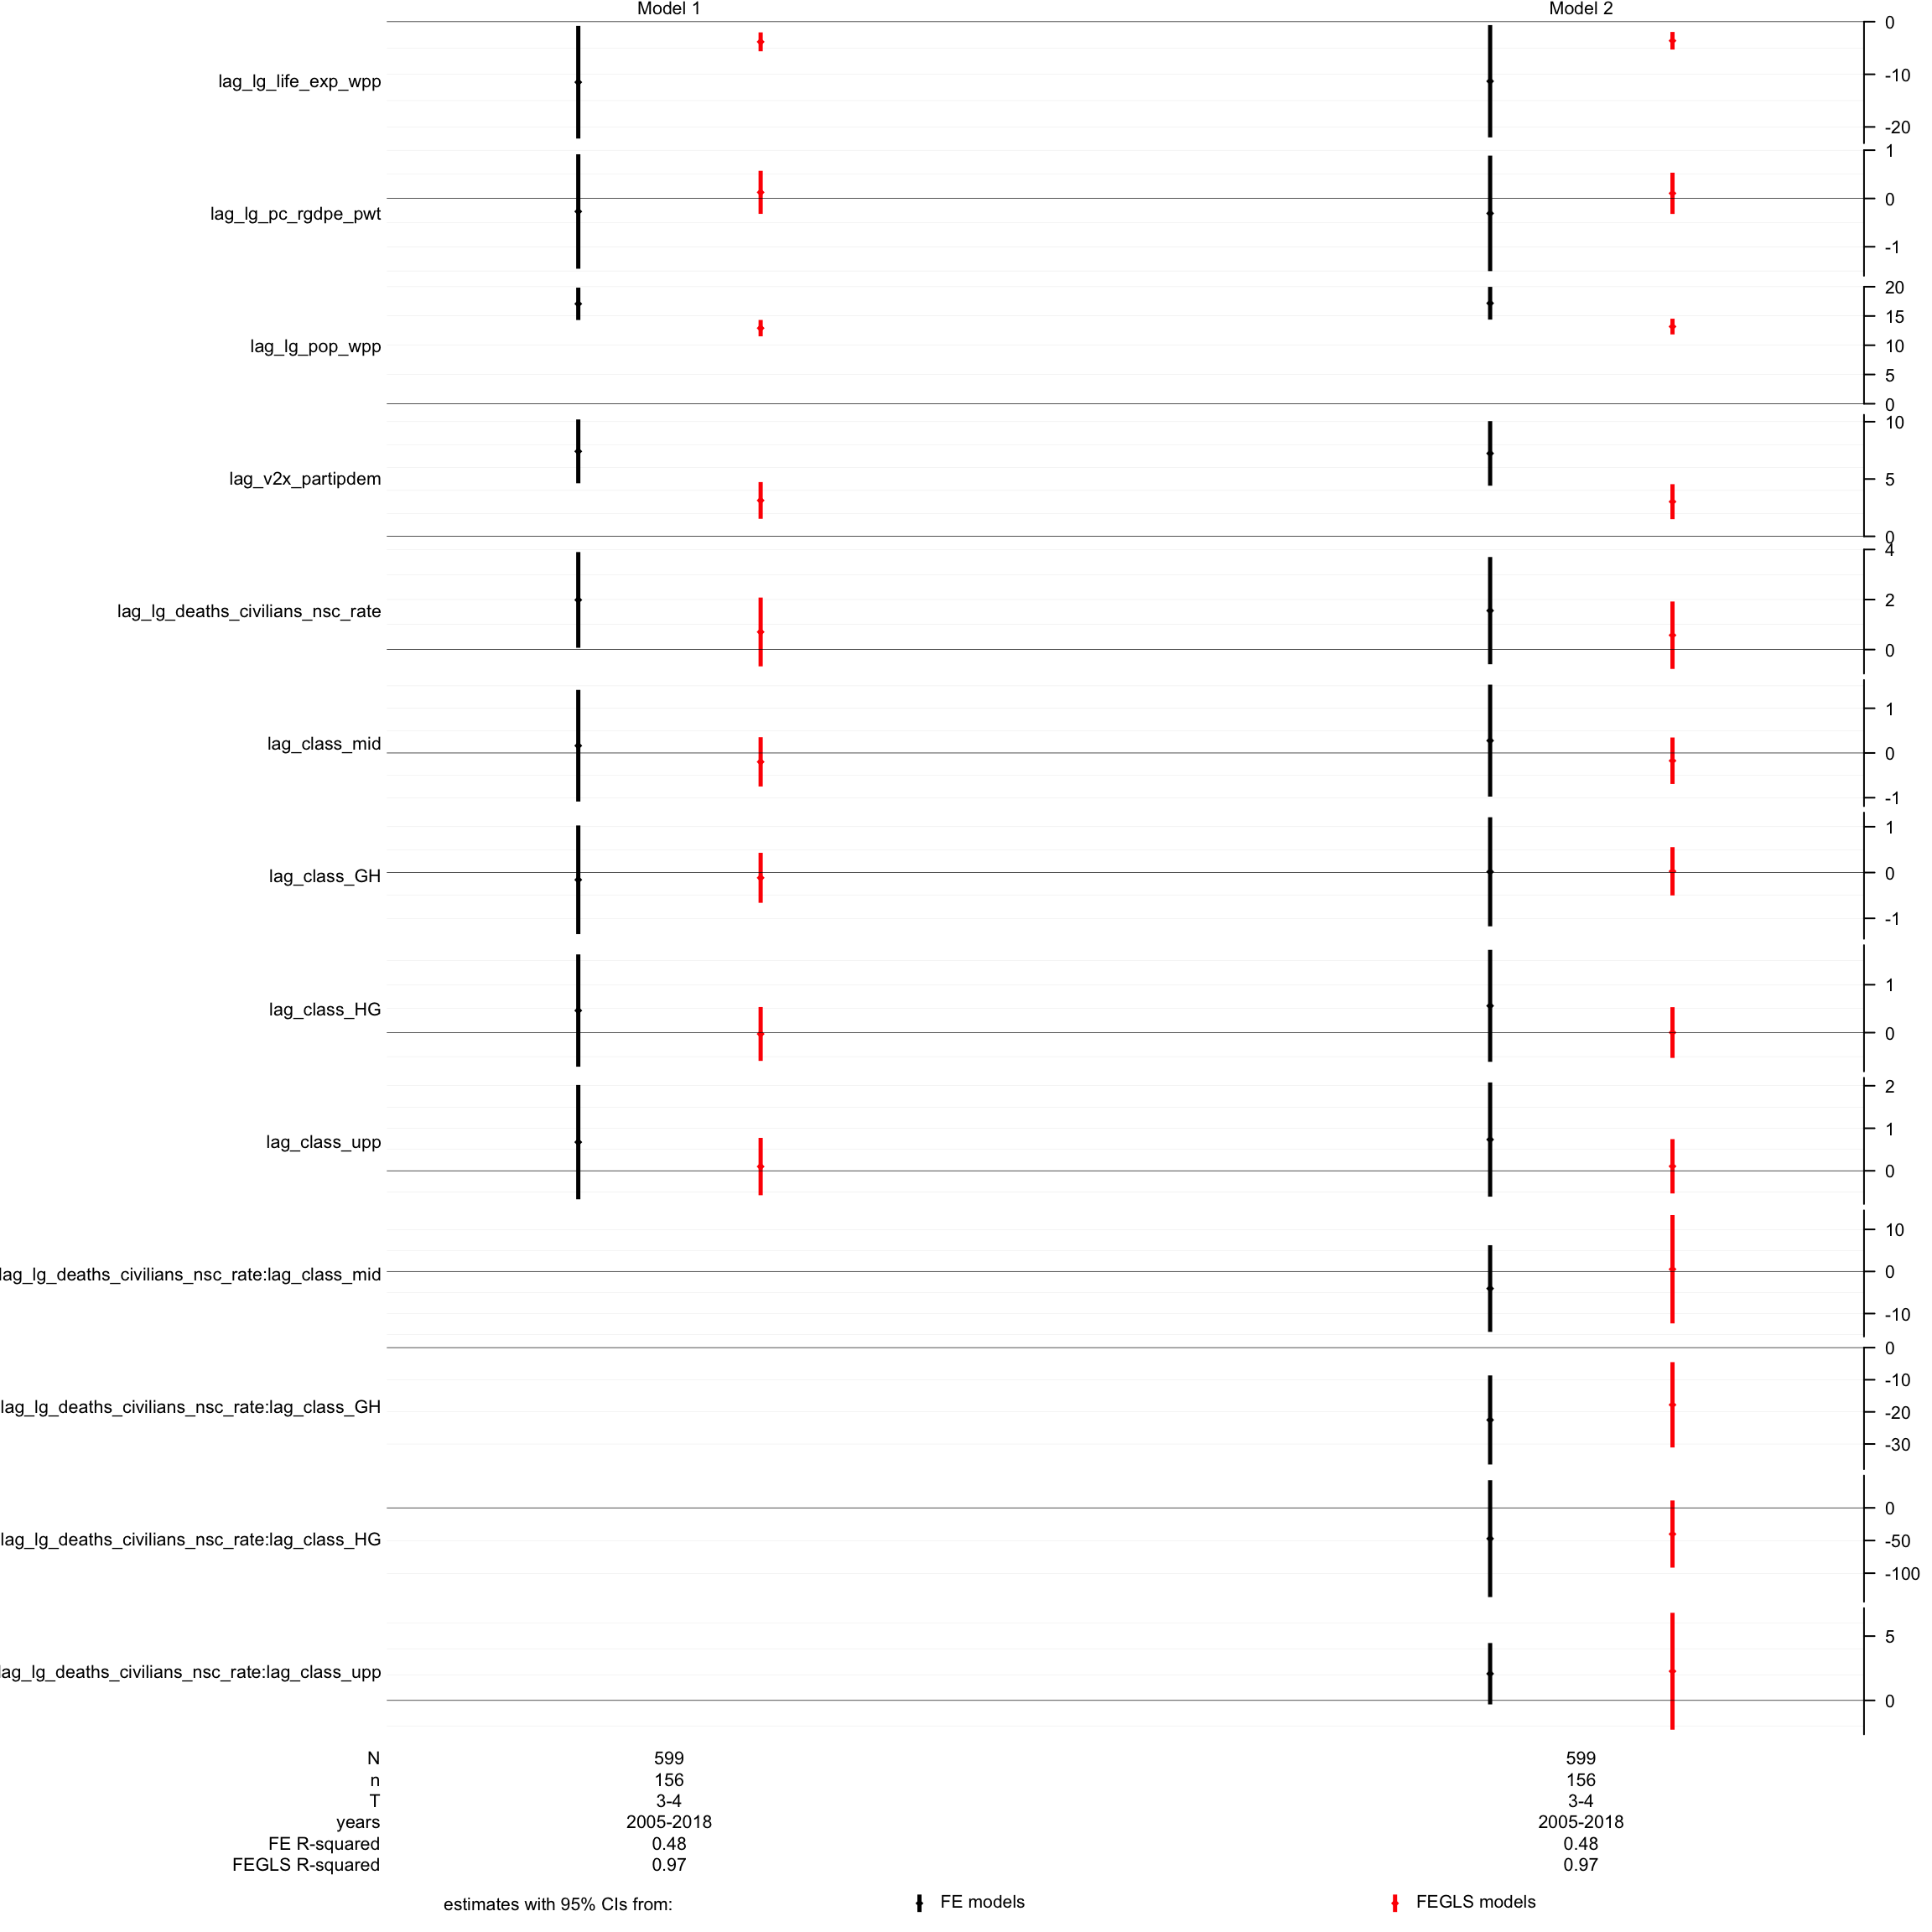 Model 1 Model 2
0
lag_lg_life_exp_wpp
-10
-20
1
lag_lg_pc_rgdpe_pwt
0
-1
20
15
lag_lg_pop_wpp
10
5
0
10
lag_v2x_partipdem
5
0
4
lag_lg_deaths_civilians_nsc_rate
2
0
lag_class_mid
1
0
-1
lag_class_GH
1
0
-1
lag_class_HG
1
0
lag_class_upp
2
1
0
lag_lg_deaths_civilians_nsc_rate:lag_class_mid
10
0
-10
lag_lg_deaths_civilians_nsc_rate:lag_class_GH
0
-10
-20
-30
lag_lg_deaths_civilians_nsc_rate:lag_class_HG
0
-50
-100
lag_lg_deaths_civilians_nsc_rate:lag_class_upp
5
0
N 599 599
n 156 156
T 3-4 3-4
years 2005-2018 2005-2018
FE R-squared 0.48 0.48
FEGLS R-squared 0.97 0.97
estimates with 95% CIs from: FE models FEGLS models